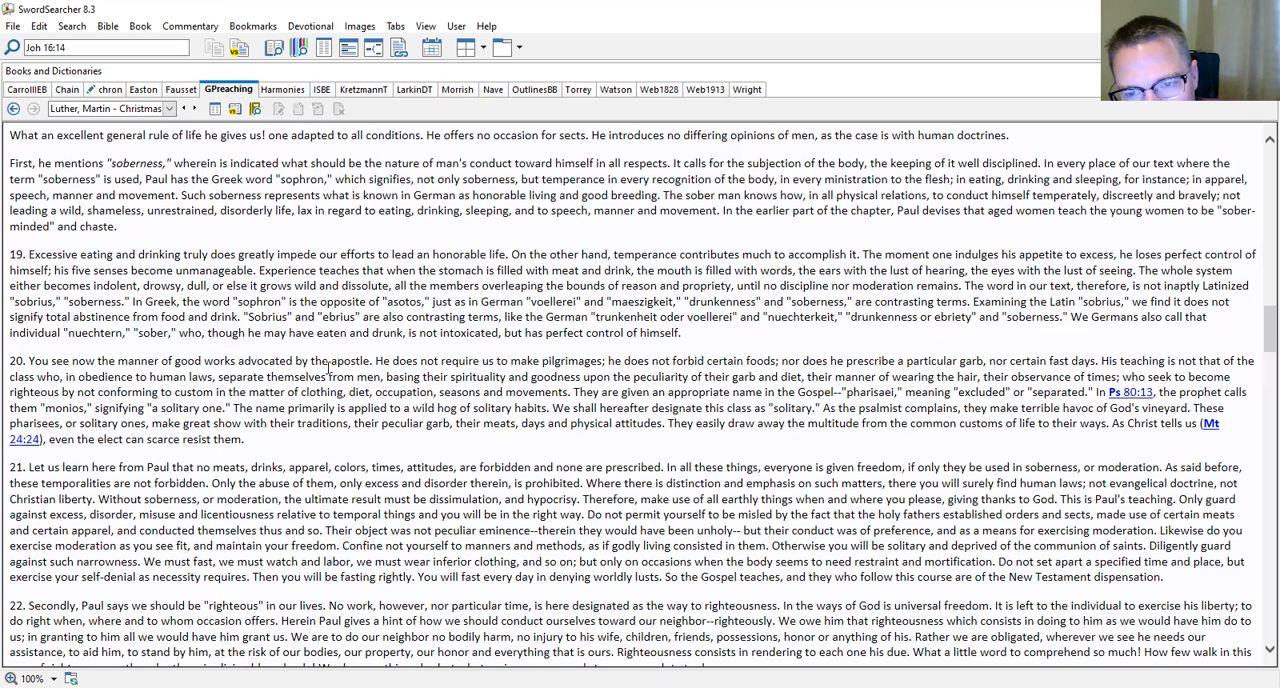 SwordSearcher 8.3
File Edit Search Bible Book Commentary Bookmarks Devotional Images Tabs View User Help
Joh 16:14
Books and Dictionaries
CarrollIEB Chain chron Easton Fausset GPreaching Harmonies ISBE KretzmannT LarkinDT Morrish Nave OutlinesBB Torrey Watson Web1828 Web1913 Wright
Luther, Martin - Christmas
What an excellent general rule of life he gives us! one adapted to all conditions. He offers no occasion for sects. He introduces no differing opinions of men, as the case is with human doctrines.
First, he mentions "soberness," wherein is indicated what should be the nature of man's conduct toward himself in all respects. It calls for the subjection of the body, the keeping of it well disciplined. In every place of our text where the
term "soberness" is used, Paul has the Greek word "sophron," which signifies, not only soberness, but temperance in every recognition of the body, in every ministration to the flesh; in eating, drinking and sleeping, for instance; in apparel,
speech, manner and movement. Such soberness represents what is known in German as honorable living and good breeding. The sober man knows how, in all physical relations, to conduct himself temperately, discreetly and bravely; not
leading a wild, shameless, unrestrained, disorderly life, lax in regard to eating, drinking, sleeping, and to speech, manner and movement. In the earlier part of the chapter, Paul devises that aged women teach the young women to be "sober-
minded" and chaste.
19. Excessive eating and drinking truly does greatly impede our efforts to lead an honorable life. On the other hand, temperance contributes much to accomplish it. The moment one indulges his appetite to excess, he loses perfect control of
himself; his five senses become unmanageable. Experience teaches that when the stomach is filled with meat and drink, the mouth is filled with words, the ears with the lust of hearing, the eyes with the lust of seeing. The whole system
either becomes indolent, drowsy, dull, or else it grows wild and dissolute, all the members overleaping the bounds of reason and propriety, until no discipline nor moderation remains. The word in our text, therefore, is not inaptly Latinized
"sobrius," "soberness." In Greek, the word "sophron" is the opposite of "asotos," just as in German "voellerei" and "maeszigkeit," "drunkenness" and "soberness," are contrasting terms. Examining the Latin "sobrius," we find it does not
signify total abstinence from food and drink. "Sobrius" and "ebrius" are also contrasting terms, like the German "trunkenheit oder voellerei" and "nuechterkeit," "drunkenness or ebriety" and "soberness." We Germans also call that
individual "nuechtern," "sober," who, though he may have eaten and drunk, is not intoxicated, but has perfect control of himself.
20. You see now the manner of good works advocated by the apostle. He does not require us to make pilgrimages; he does not forbid certain foods; nor does he prescribe a particular garb, nor certain fast days. His teaching is not that of the
class who, in obedience to human laws, separate themselves from men, basing their spirituality and goodness upon the peculiarity of their garb and diet, their manner of wearing the hair, their observance of times; who seek to become
righteous by not conforming to custom in the matter of clothing, diet, occupation, seasons and movements. They are given an appropriate name in the Gospel--"pharisaei," meaning "excluded" or "separated." In Ps 80:13, the prophet calls
them "monios," signifying "a solitary one." The name primarily is applied to a wild hog of solitary habits. We shall hereafter designate this class as "solitary." As the psalmist complains, they make terrible havoc of God's vineyard. These
pharisees, or solitary ones, make great show with their traditions, their peculiar garb, their meats, days and physical attitudes. They easily draw away the multitude from the common customs of life to their ways. As Christ tells us (Mt
24:24), even the elect can scarce resist them.
21. Let us learn here from Paul that no meats, drinks, apparel, colors, times, attitudes, are forbidden and none are prescribed. In all these things, everyone is given freedom, if only they be used in soberness, or moderation. As said before,
these temporalities are not forbidden. Only the abuse of them, only excess and disorder therein, is prohibited. Where there is distinction and emphasis on such matters, there you will surely find human laws; not evangelical doctrine, not
Christian liberty. Without soberness, or moderation, the ultimate result must be dissimulation, and hypocrisy. Therefore, make use of all earthly things when and where you please, giving thanks to God. This is Paul's teaching. Only guard
against excess, disorder, misuse and licentiousness relative to temporal things and you will be in the right way. Do not permit yourself to be misled by the fact that the holy fathers established orders and sects, made use of certain meats
and certain apparel, and conducted themselves thus and so. Their object was not peculiar eminence--therein they would have been unholy-- but their conduct was of preference, and as a means for exercising moderation. Likewise do you
exercise moderation as you see fit, and maintain your freedom. Confine not yourself to manners and methods, as if godly living consisted in them. Otherwise you will be solitary and deprived of the communion of saints. Diligently guard
against such narrowness. We must fast, we must watch and labor, we must wear inferior clothing, and so on; but only on occasions when the body seems to need restraint and mortification. Do not set apart a specified time and place, but
exercise your self-denial as necessity requires. Then you will be fasting rightly. You will fast every day in denying worldly lusts. So the Gospel teaches, and they who follow this course are of the New Testament dispensation.
22. Secondly, Paul says we should be "righteous" in our lives. No work, however, nor particular time, is here designated as the way to righteousness. In the ways of God is universal freedom. It is left to the individual to exercise his liberty; to
do right when, where and to whom occasion offers. Herein Paul gives a hint of how we should conduct ourselves toward our neighbor--righteously. We owe him that righteousness which consists in doing to him as we would have him do to
us; in granting to him all we would have him grant us. We are to do our neighbor no bodily harm, no injury to his wife, children, friends, possessions, honor or anything of his. Rather we are obligated, wherever we see he needs our
assistance, to aid him, to stand by him, at the risk of our bodies, our property, our honor and everything that is ours. Righteousness consists in rendering to each one his due. What a little word to comprehend so much! How few walk in this
100%